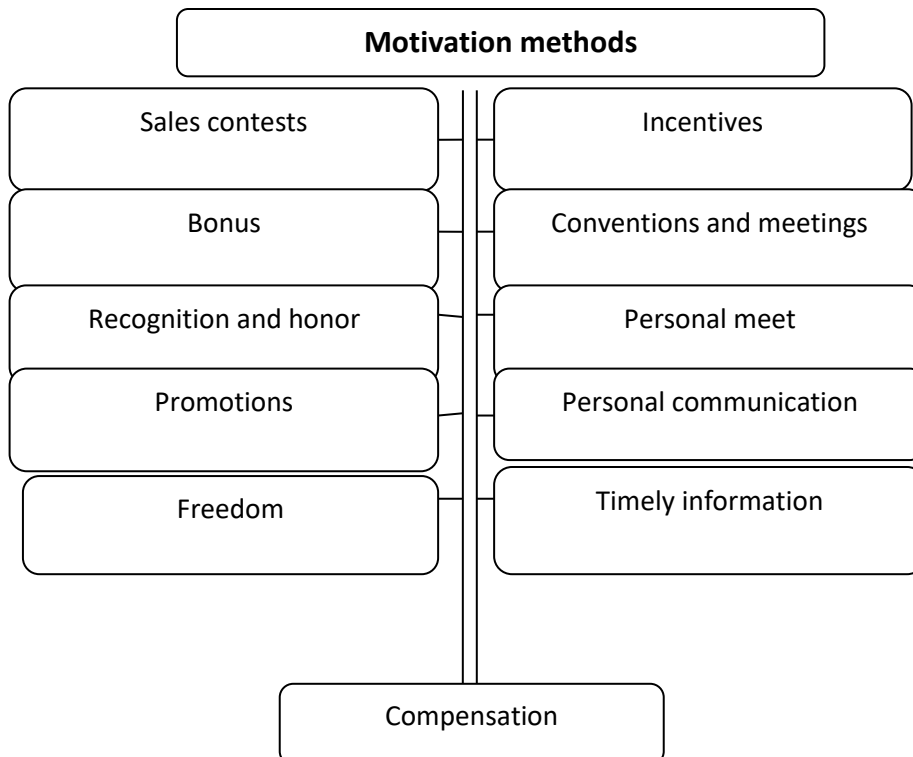 Motivation methods
Sales contests
Incentives
Bonus
Conventions and meetings
Recognition and honor
Personal meet
Promotions
Personal communication
Freedom
Timely information
Compensation